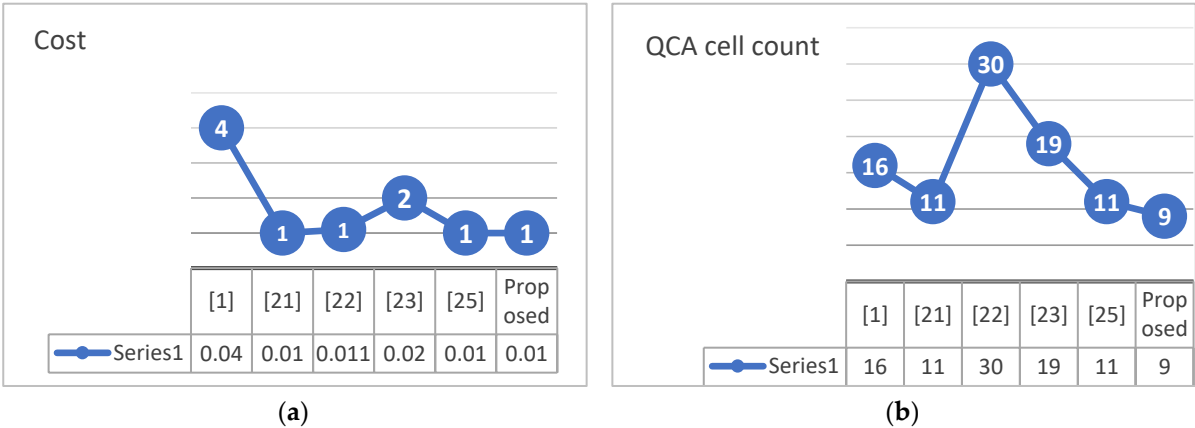 Cost
4
1
1
2
1
1
[1] [21] [22] [23] [25] Prop
osed
Series1 0.04 0.01 0.011 0.02 0.01 0.01
(a)
QCA cell count
16
11
30
19
11
9
[1] [21] [22] [23] [25] Prop
osed
Series1 16 11 30 19 11 9
(b)